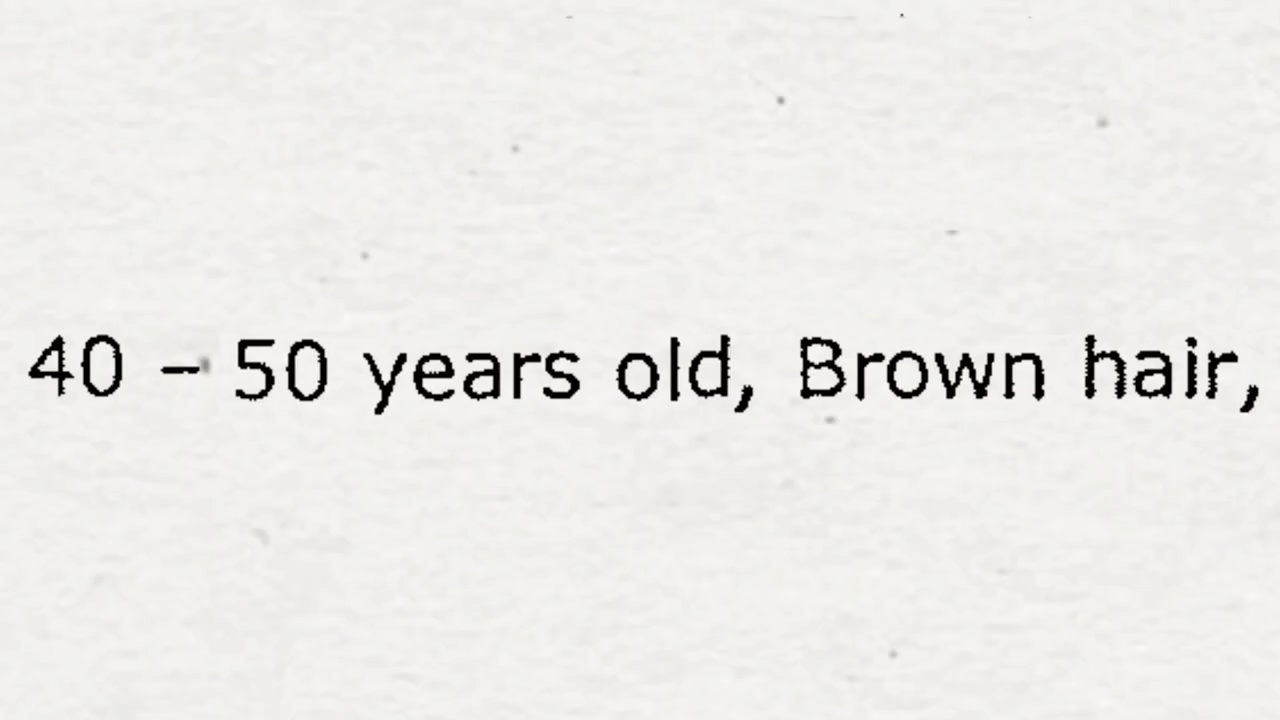 40 – 50 years old, Brown hair,